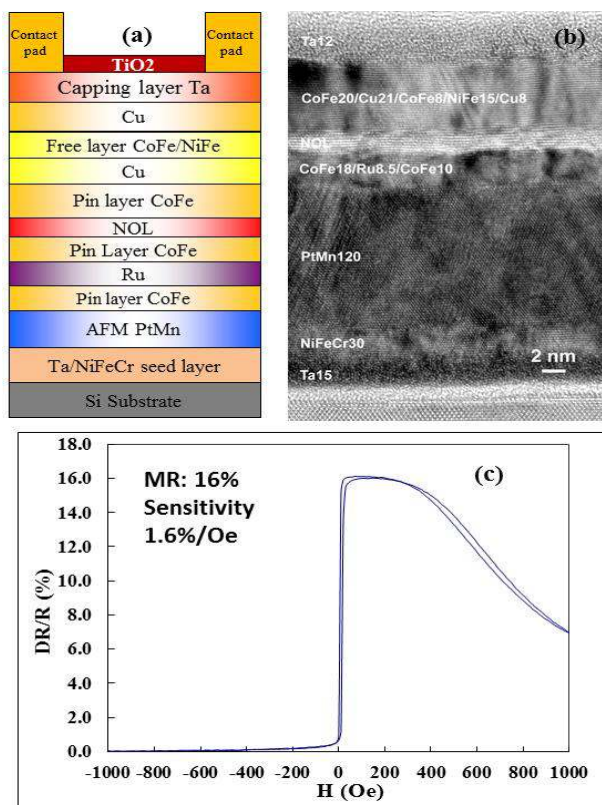 Contact
pad
(a)
Contact
pad
TiO2
Capping layer Ta
Cu
Free layer CoFe/NiFe
Cu
Pin layer CoFe
NOL
Pin Layer CoFe
Ru
Pin layer CoFe
AFM PtMn
Ta/NiFeCr seed layer
Si Substrate
(b)
Ta12
CoFe20/Cu21/CoFe8/NiFe15/Cu8
NOL
CoFe18/Ru8.5/CoFe10
PtMn120
NiFeCr30
2 nm
Ta15
(c)
MR: 16%
Sensitivity
1.6%/Oe
DR/R (%)
18.0
16.0
14.0
12.0
10.0
8.0
6.0
4.0
2.0
0.0
-1000 -800 -600 -400 -200 0 200 400 600 800 1000
H (Oe)